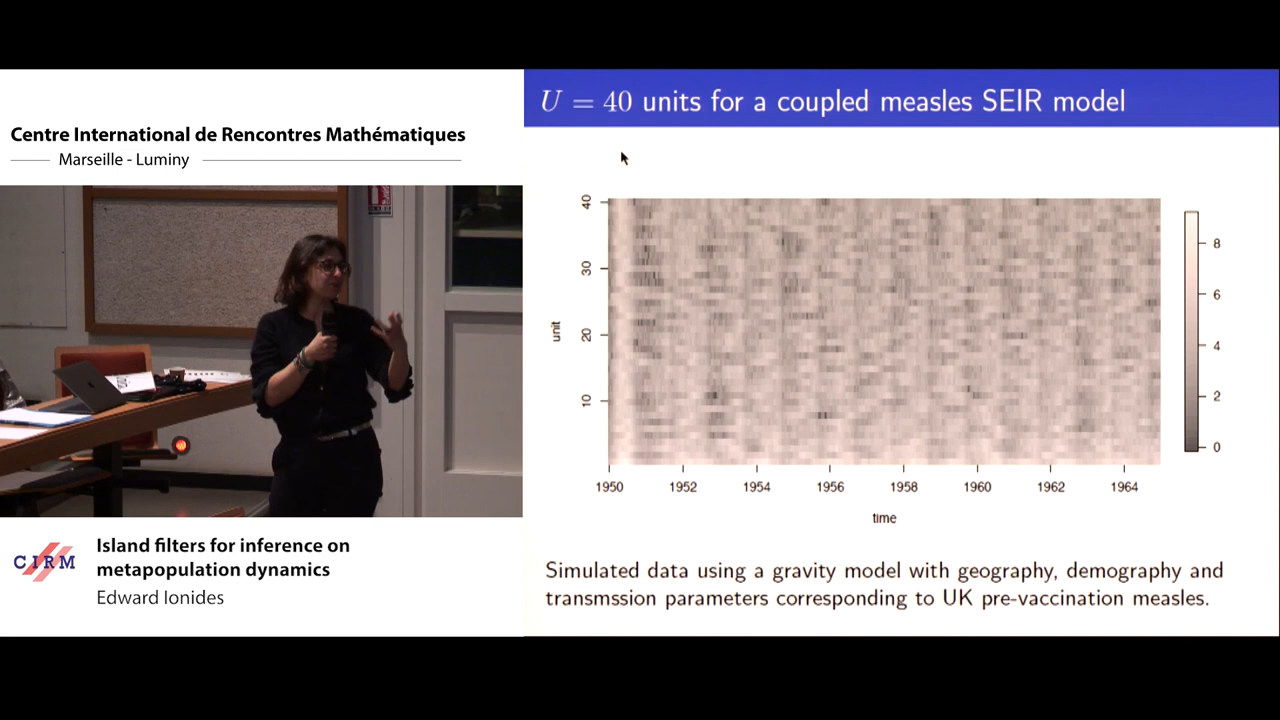 Centre International de Rencontres Mathématiques
Marseille - Luminy
CIRM
Island filters for inference on
metapopulation dynamics
Edward Ionides
U = 40 units for a coupled measles SEIR model
40
30
20
10
unit
1950 1952 1954 1956 1958 1960 1962 1964
time
8
6
4
2
0
Simulated data using a gravity model with geography, demography and
transmssion parameters corresponding to UK pre-vaccination measles.